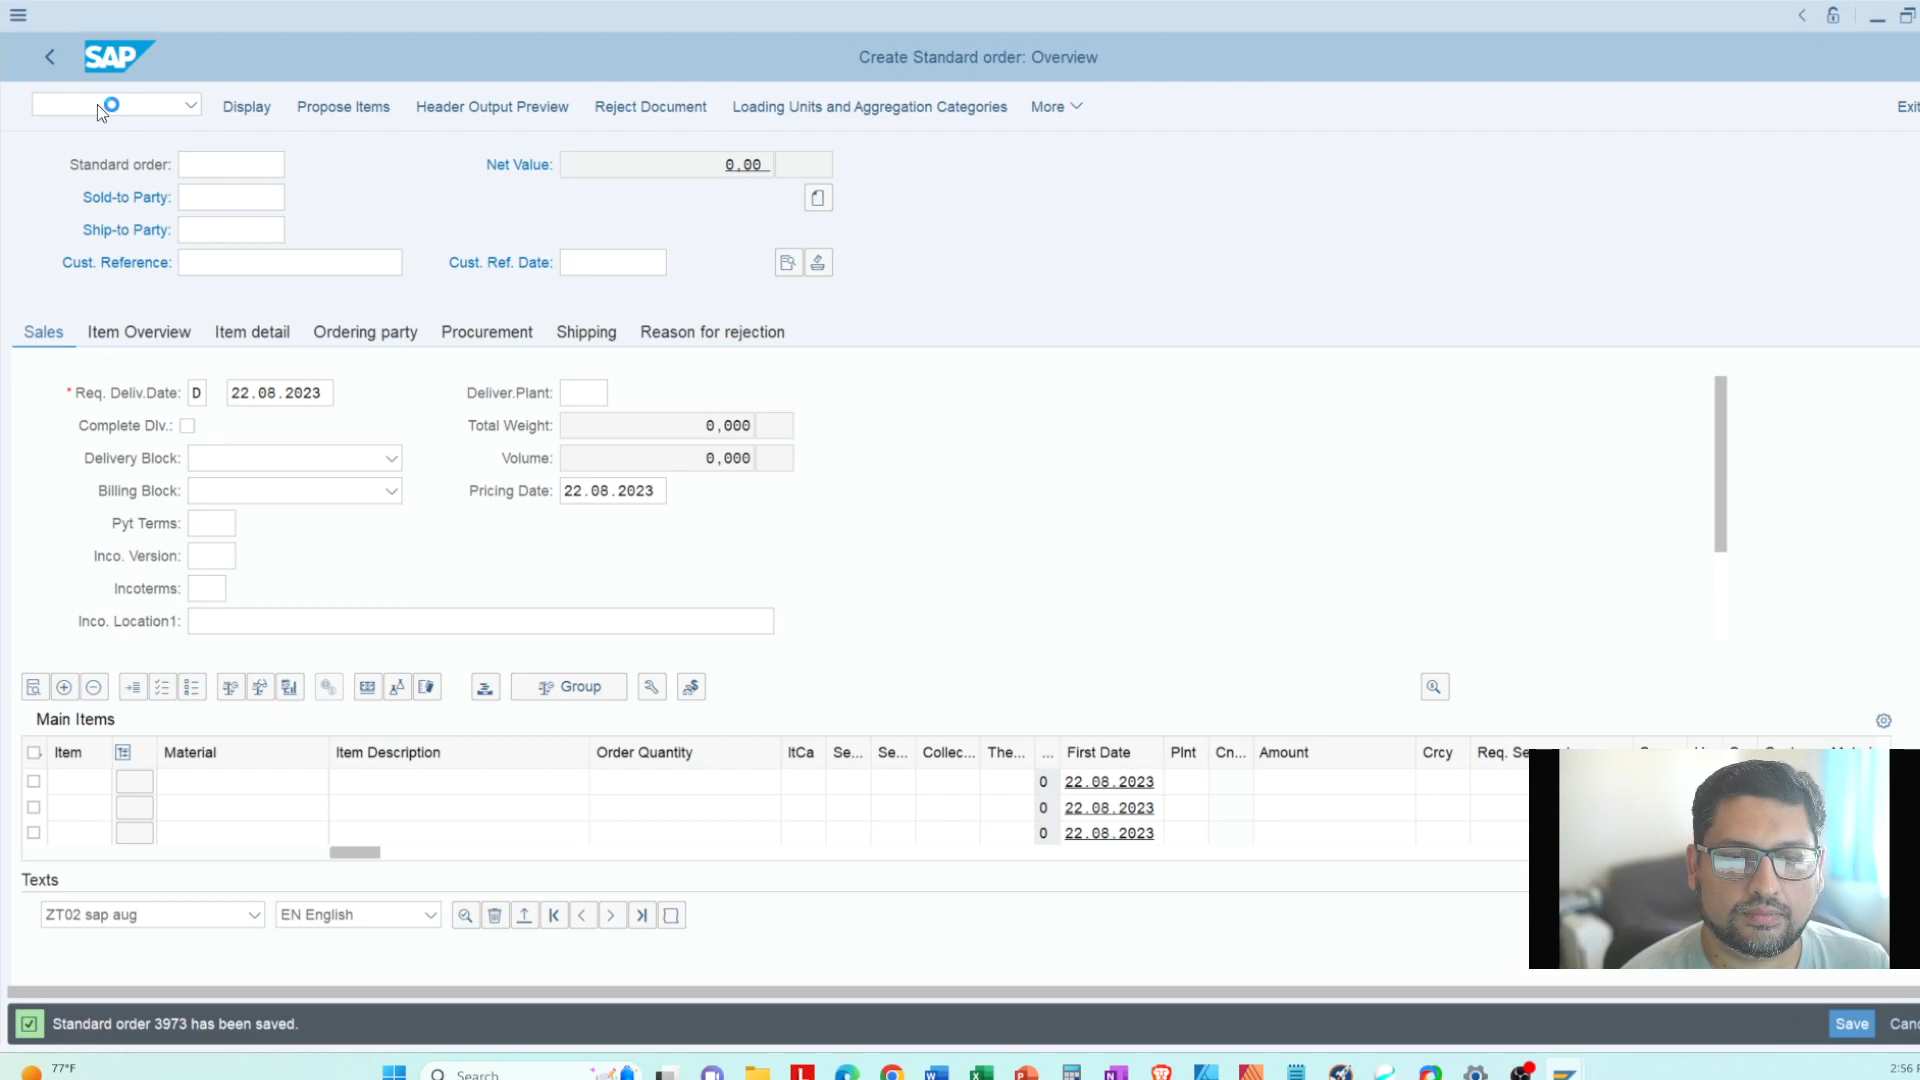 SAP
Create Standard order: Overview
Display Propose Items Header Output Preview Reject Document Loading Units and Aggregation Categories More Exit
Standard order: Net Value: 0,00
Sold-to Party:
Ship-to Party:
Cust. Reference: Cust. Ref. Date:
Sales Item Overview Item detail Ordering party Procurement Shipping Reason for rejection
* Req. Deliv.Date: D 22.08.2023 Deliver.Plant:
Complete Dlv.: Total Weight: 0,000
Delivery Block: Volume: 0,000
Billing Block: Pricing Date: 22.08.2023
Pyt Terms:
Inco. Version:
Incoterms:
Inco. Location1:
Group
Main Items
Item Material Item Description Order Quantity ItCa Se... Se... Collec... The... ... First Date Plnt Cn... Amount Crcy Req. Se
0 22.08.2023
0 22.08.2023
0 22.08.2023
Texts
ZT02 sap aug EN English
Standard order 3973 has been saved. Save Canc
77°F Search 2:56 P